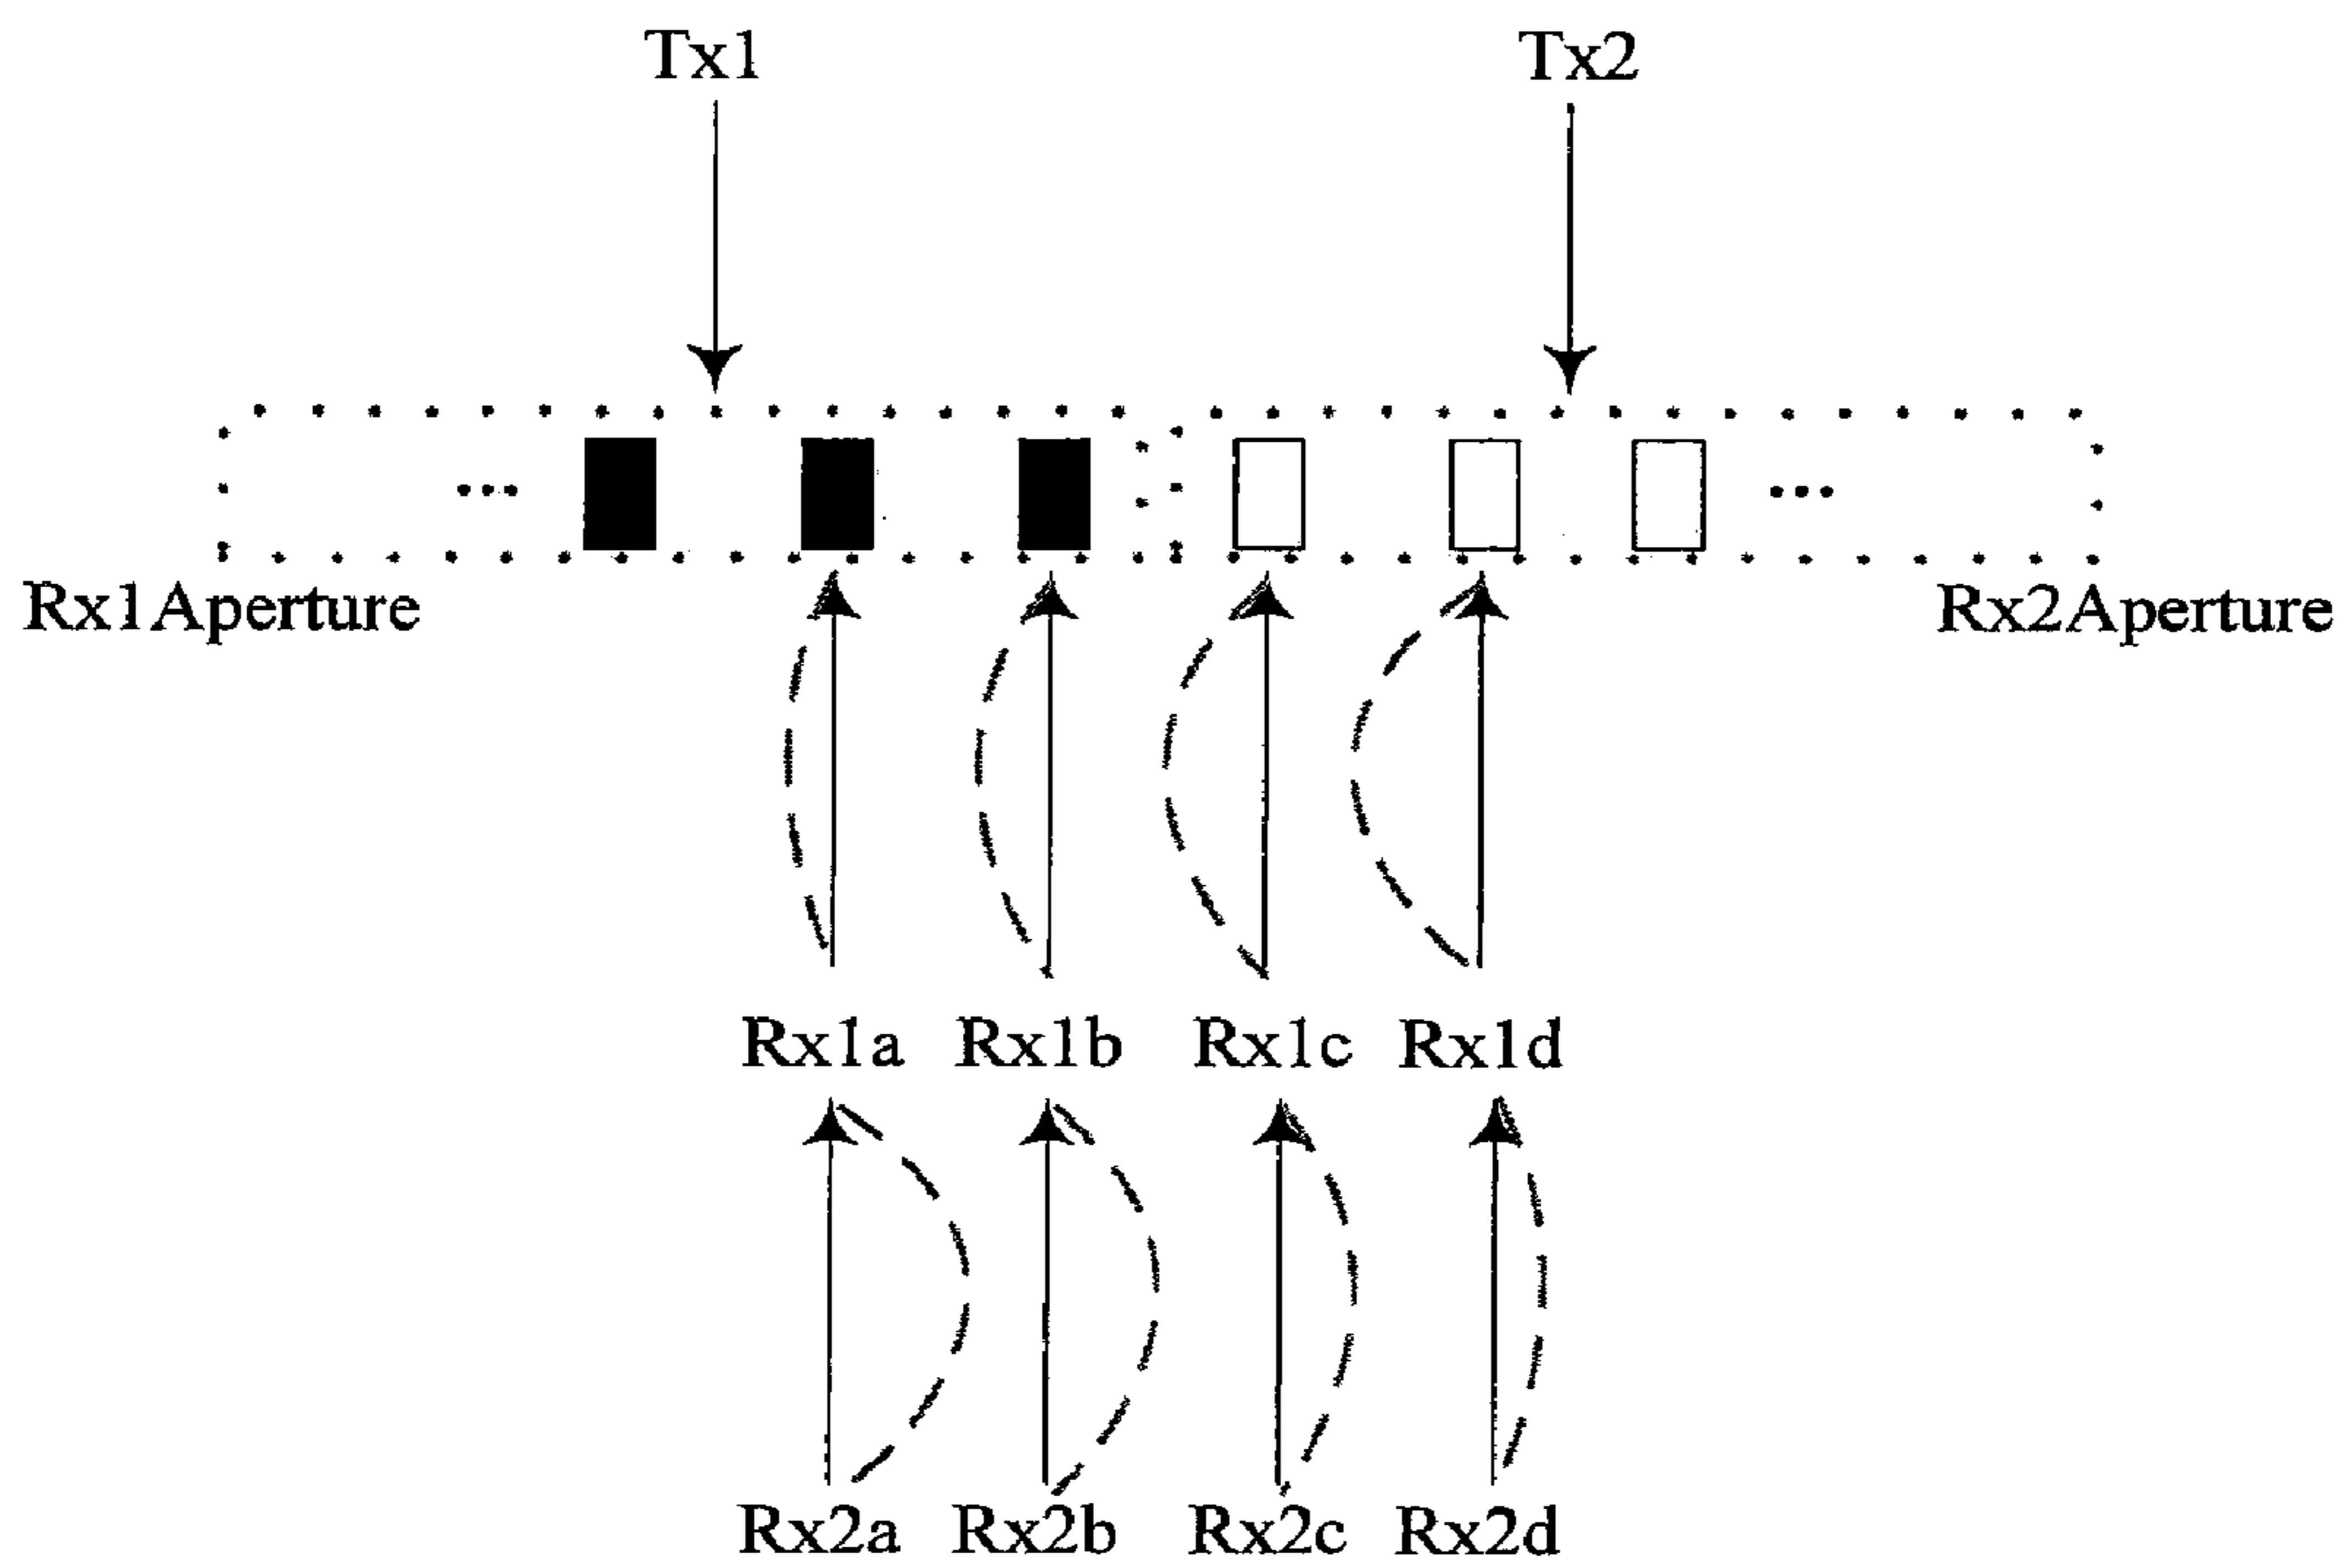 Tx1 Tx2
... ...
Rx1Aperture Rx2Aperture
Rx1a Rx1b Rx1c Rx1d
Rx2a Rx2b Rx2c Rx2d